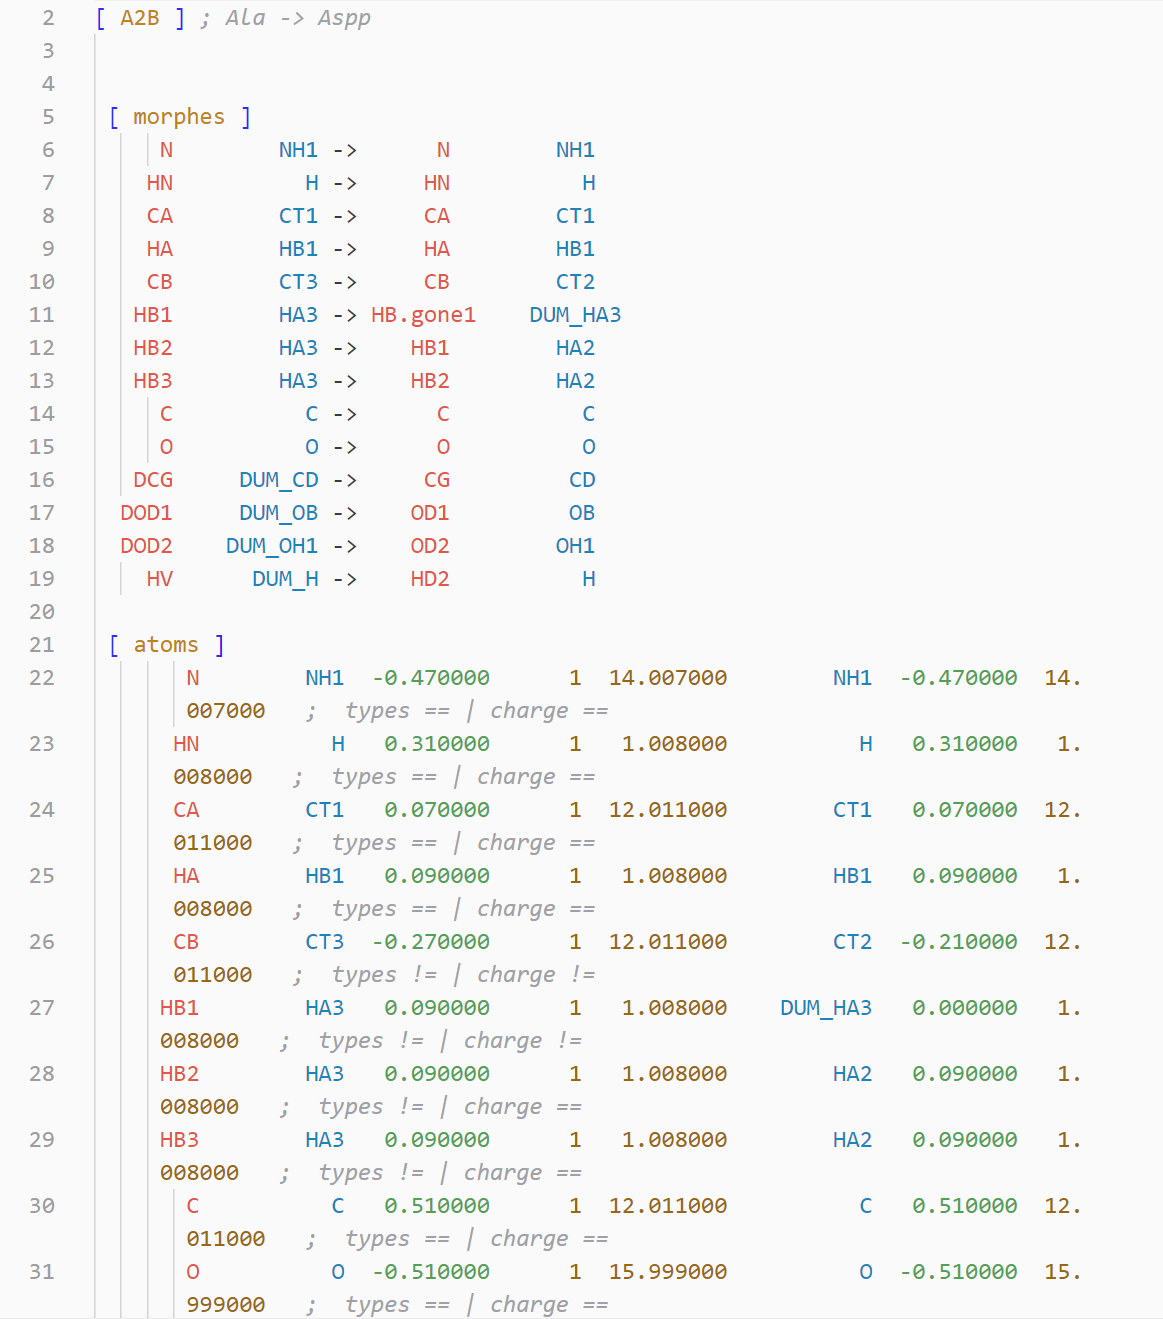 2 [ A2B ] ; Ala -> Aspp
3
4
5 [ morphes ]
6 N NH1 -> N NH1
7 HN H -> HN H
8 CA CT1 -> CA CT1
9 HA HB1 -> HA HB1
10 CB CT3 -> CB CT2
11 HB1 HA3 -> HB.gone1 DUM_HA3
12 HB2 HA3 -> HB1 HA2
13 HB3 HA3 -> HB2 HA2
14 C C -> C C
15 O O -> O O
16 DCG DUM_CD -> CG CD
17 DOD1 DUM_OB -> OD1 OB
18 DOD2 DUM_OH1 -> OD2 OH1
19 HV DUM_H -> HD2 H
20
21 [ atoms ]
22 N NH1 -0.470000 1 14.007000 NH1 -0.470000 14.
007000 ; types == | charge ==
23 HN H 0.310000 1 1.008000 H 0.310000 1.
008000 ; types == | charge ==
24 CA CT1 0.070000 1 12.011000 CT1 0.070000 12.
011000 ; types == | charge ==
25 HA HB1 0.090000 1 1.008000 HB1 0.090000 1.
008000 ; types == | charge ==
26 CB CT3 -0.270000 1 12.011000 CT2 -0.210000 12.
011000 ; types != | charge !=
27 HB1 HA3 0.090000 1 1.008000 DUM_HA3 0.000000 1.
008000 ; types != | charge !=
28 HB2 HA3 0.090000 1 1.008000 HA2 0.090000 1.
008000 ; types != | charge ==
29 HB3 HA3 0.090000 1 1.008000 HA2 0.090000 1.
008000 ; types != | charge ==
30 C C 0.510000 1 12.011000 C 0.510000 12.
011000 ; types == | charge ==
31 O O -0.510000 1 15.999000 O -0.510000 15.
999000 ; types == | charge ==